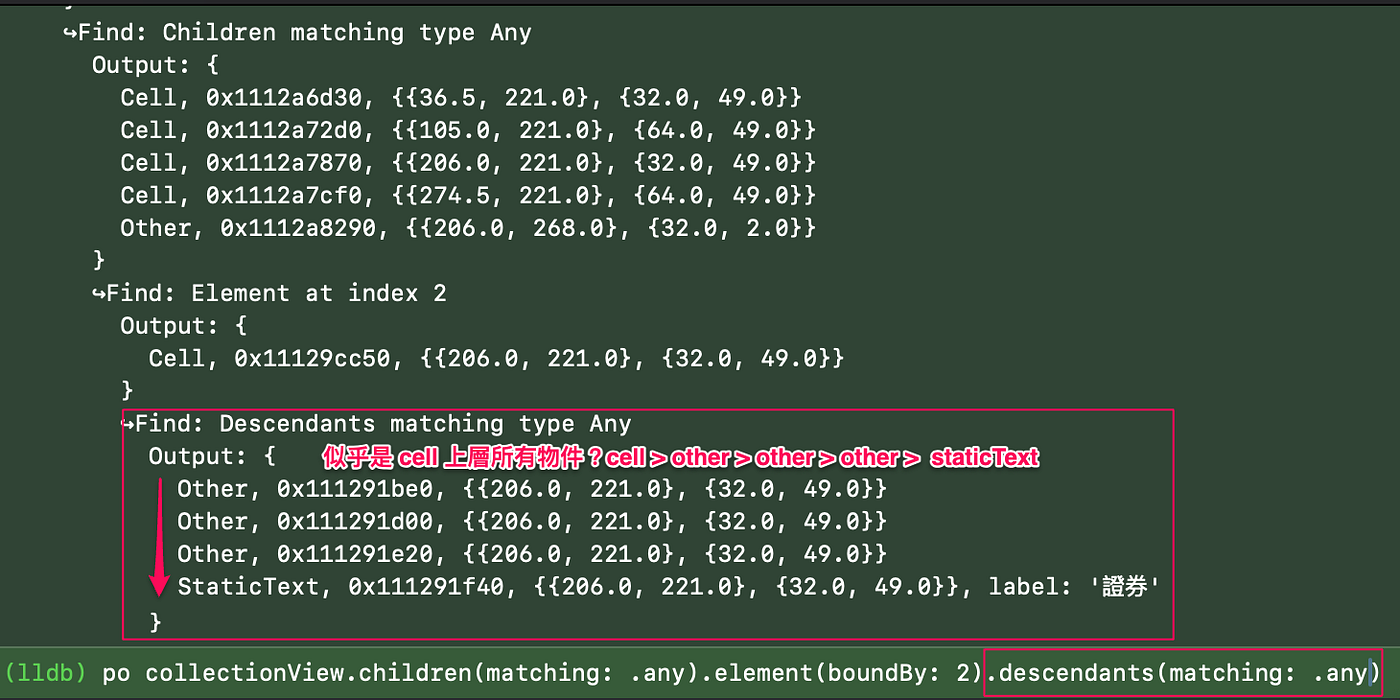 ↪Find: Children matching type Any
Output: {
Cell, 0x1112a6d30, {{36.5, 221.0}, {32.0, 49.0}}
Cell, 0x1112a72d0, {{105.0, 221.0}, {64.0, 49.0}}
Cell, 0x1112a7870, {{206.0, 221.0}, {32.0, 49.0}}
Cell, 0x1112a7cf0, {{274.5, 221.0}, {64.0, 49.0}}
Other, 0x1112a8290, {{206.0, 268.0}, {32.0, 2.0}}
}
↪Find: Element at index 2
Output: {
Cell, 0x11129cc50, {{206.0, 221.0}, {32.0, 49.0}}
}
↪Find: Descendants matching type Any
Output: { 似乎是 cell 上層所有物件？cell > other > other > other > staticText
Other, 0x111291be0, {{206.0, 221.0}, {32.0, 49.0}}
Other, 0x111291d00, {{206.0, 221.0}, {32.0, 49.0}}
Other, 0x111291e20, {{206.0, 221.0}, {32.0, 49.0}}
StaticText, 0x111291f40, {{206.0, 221.0}, {32.0, 49.0}}, label: '證券'
}
(lldb) po collectionView.children(matching: .any).element(boundBy: 2).descendants(matching: .any)